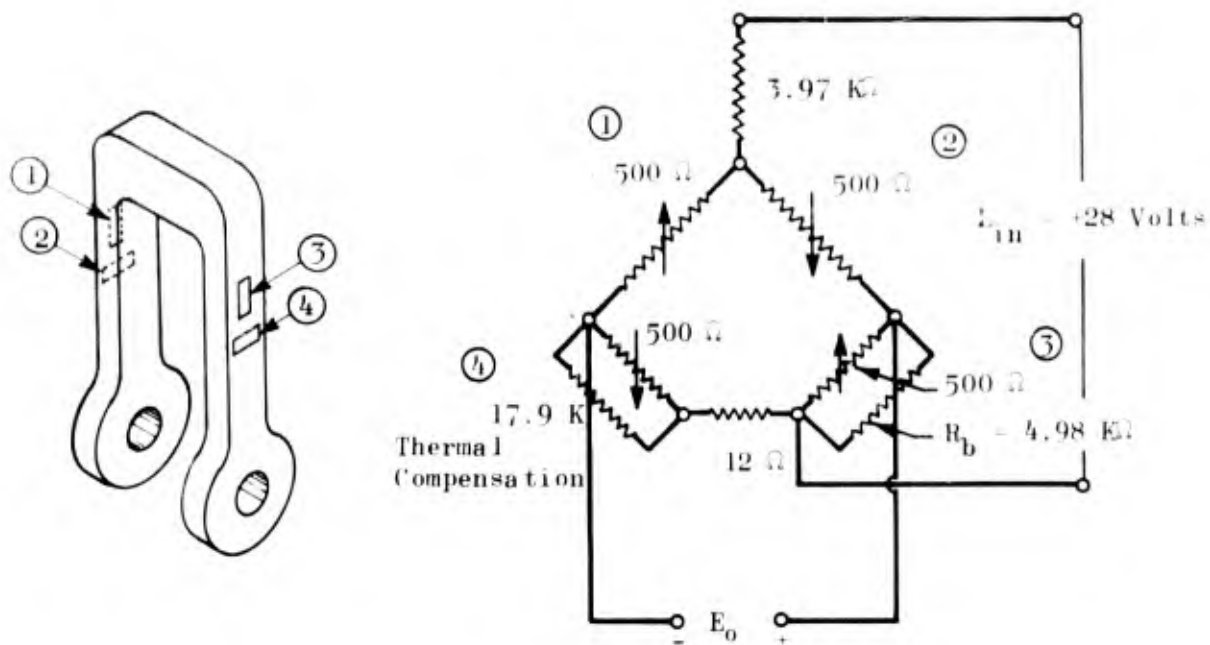 ①
②
③
④
3.97 KΩ
①
②
500 Ω
500 Ω
+28 Volts
④
500 Ω
③
500 Ω
17.9 K
R_b = 4.98 KΩ
12 Ω
Thermal
Compensation
- E_o +